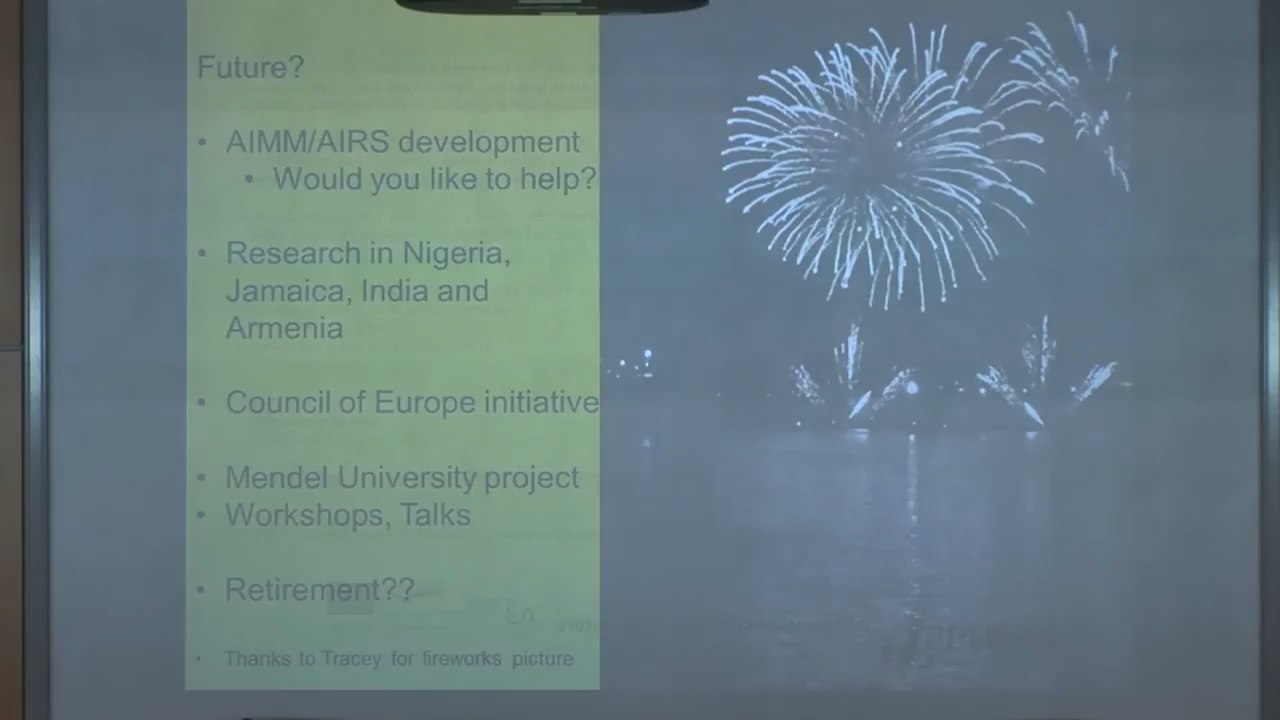 Future?
• AIMM/AIRS development
• Would you like to help?
• Research in Nigeria,
Jamaica, India and
Armenia
• Council of Europe initiative
• Mendel University project
• Workshops, Talks
• Retirement??
• Thanks to Tracey for fireworks picture